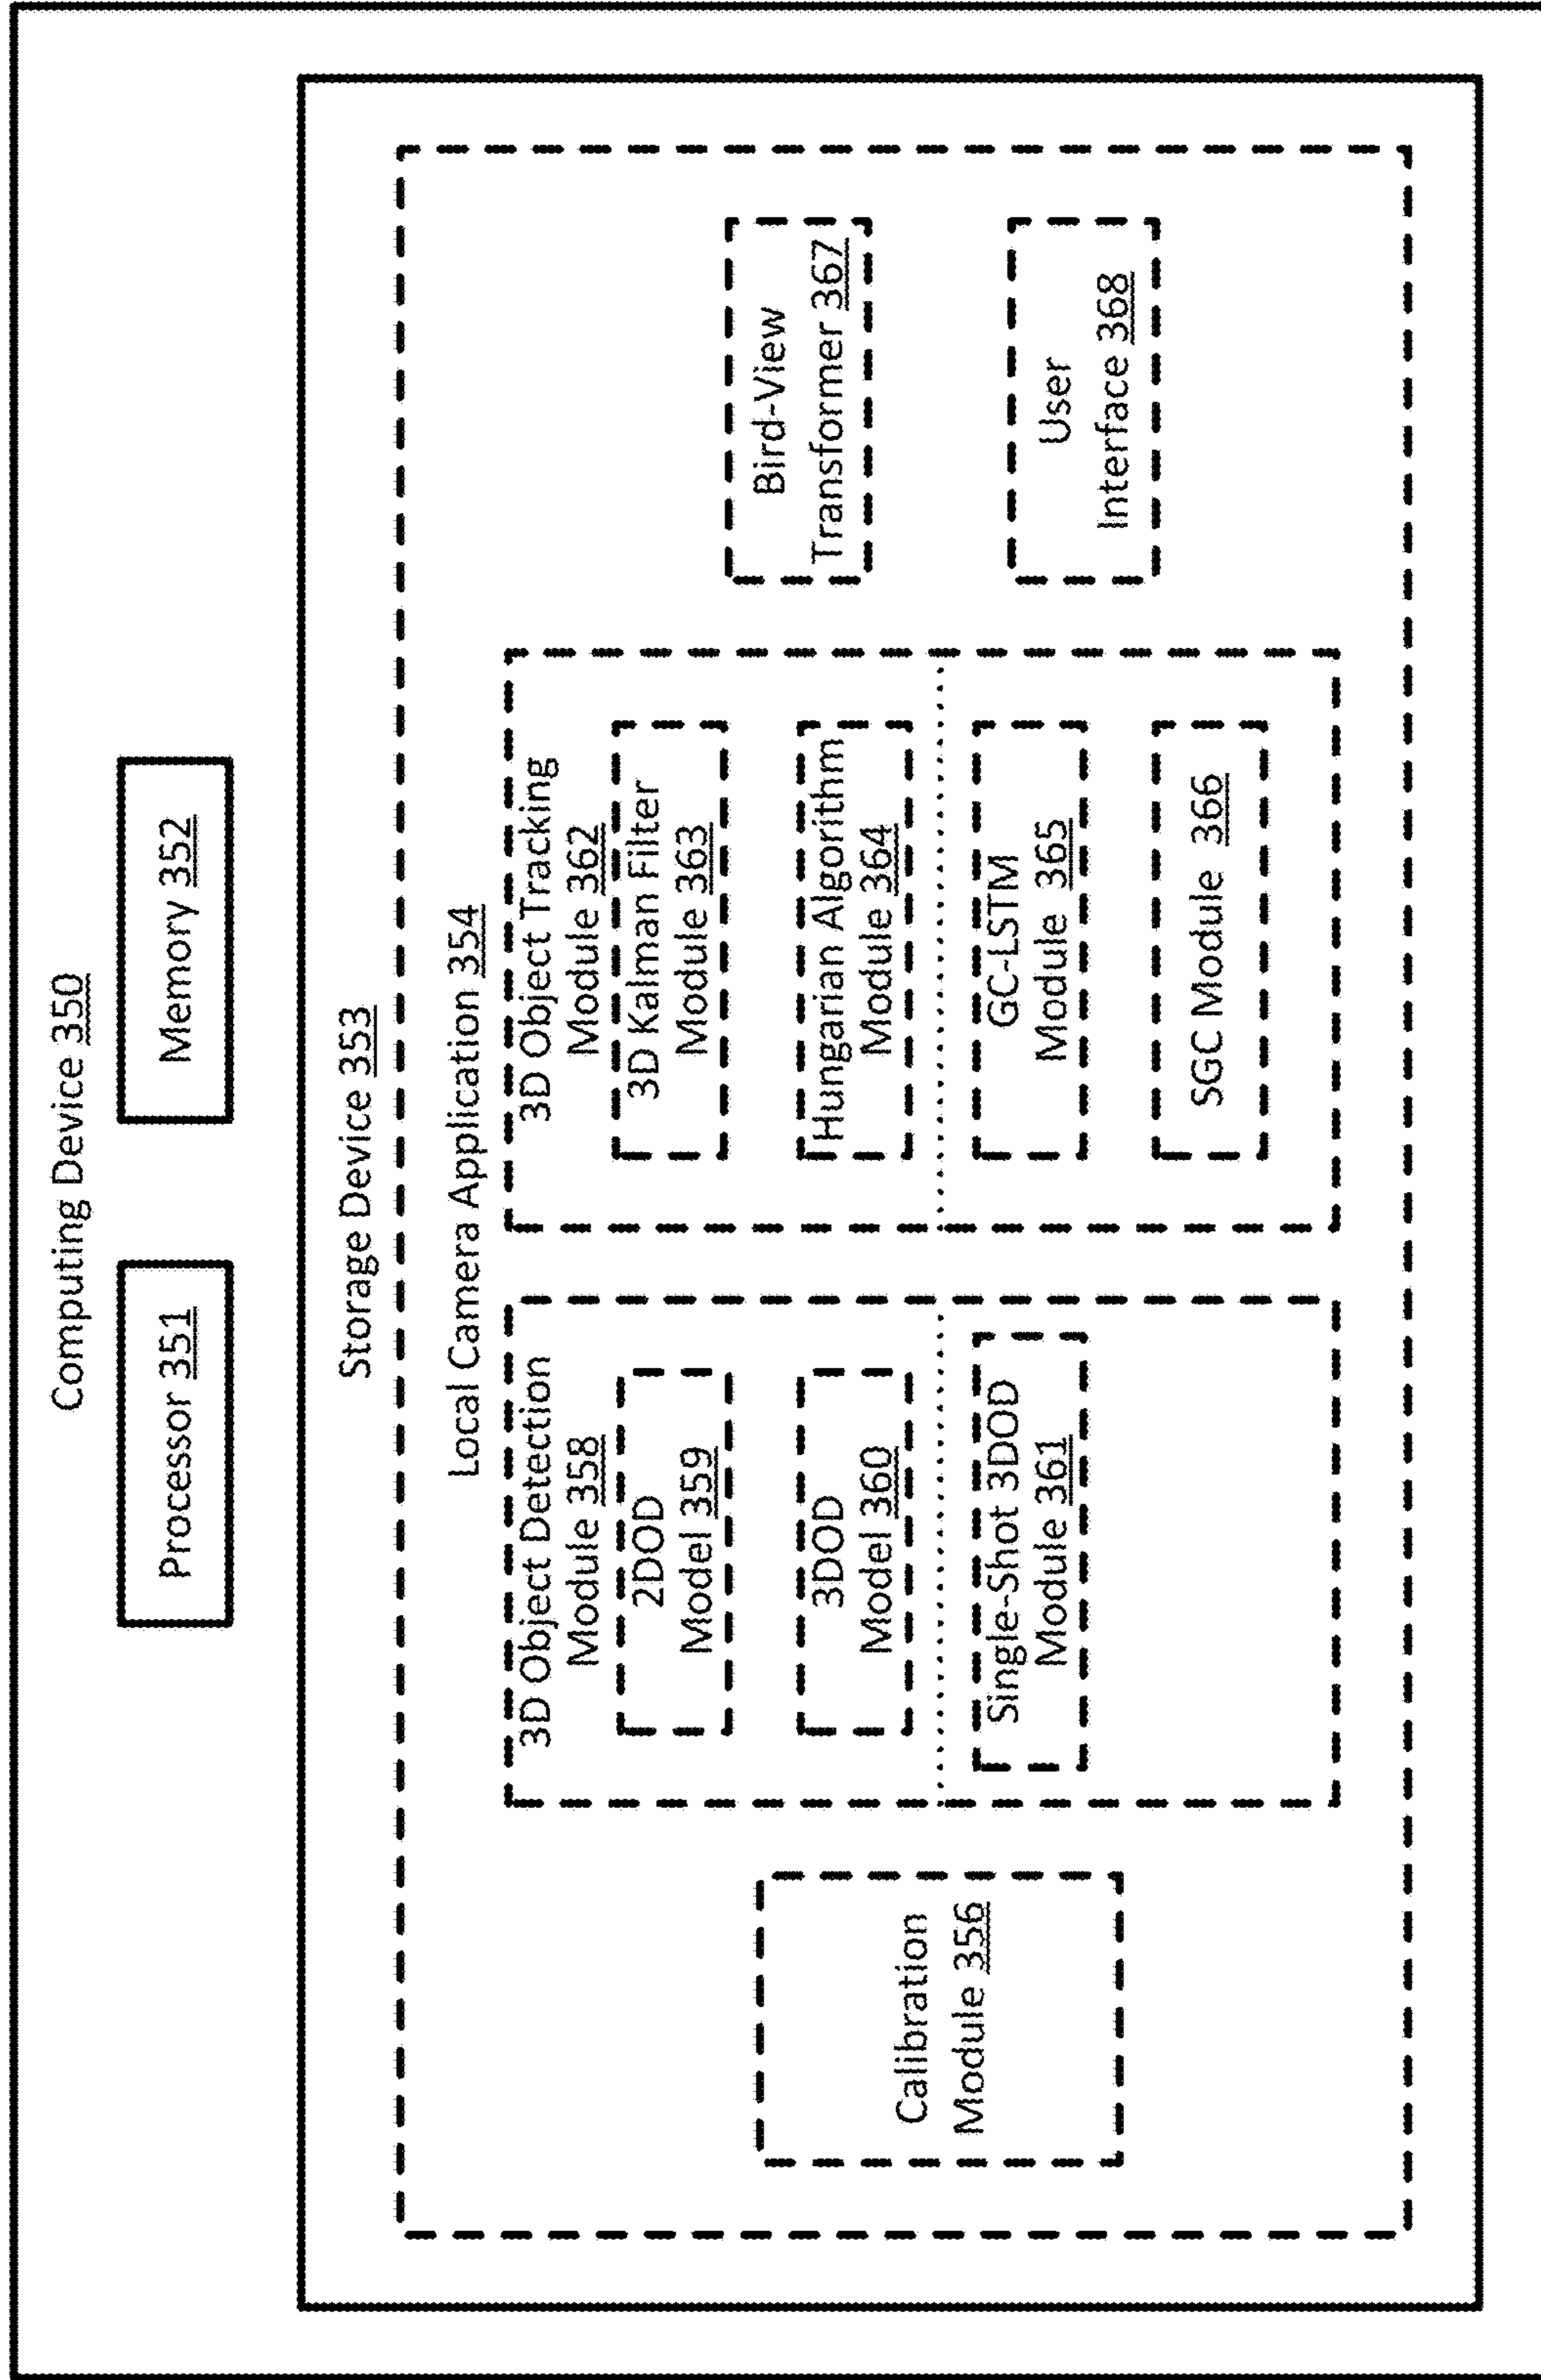 Computing Device 350
Processor 351
Memory 352
Storage Device 353
Local Camera Application 354
Calibration
Module 356
3D Object Detection
Module 358
2DOD
Model 359
3DOD
Model 360
Single-Shot 3DOD
Module 361
3D Object Tracking
Module 362
3D Kalman Filter
Module 363
Hungarian Algorithm
Module 364
GC-LSTM
Module 365
SGC Module 366
Bird-View
Transformer 367
User
Interface 368